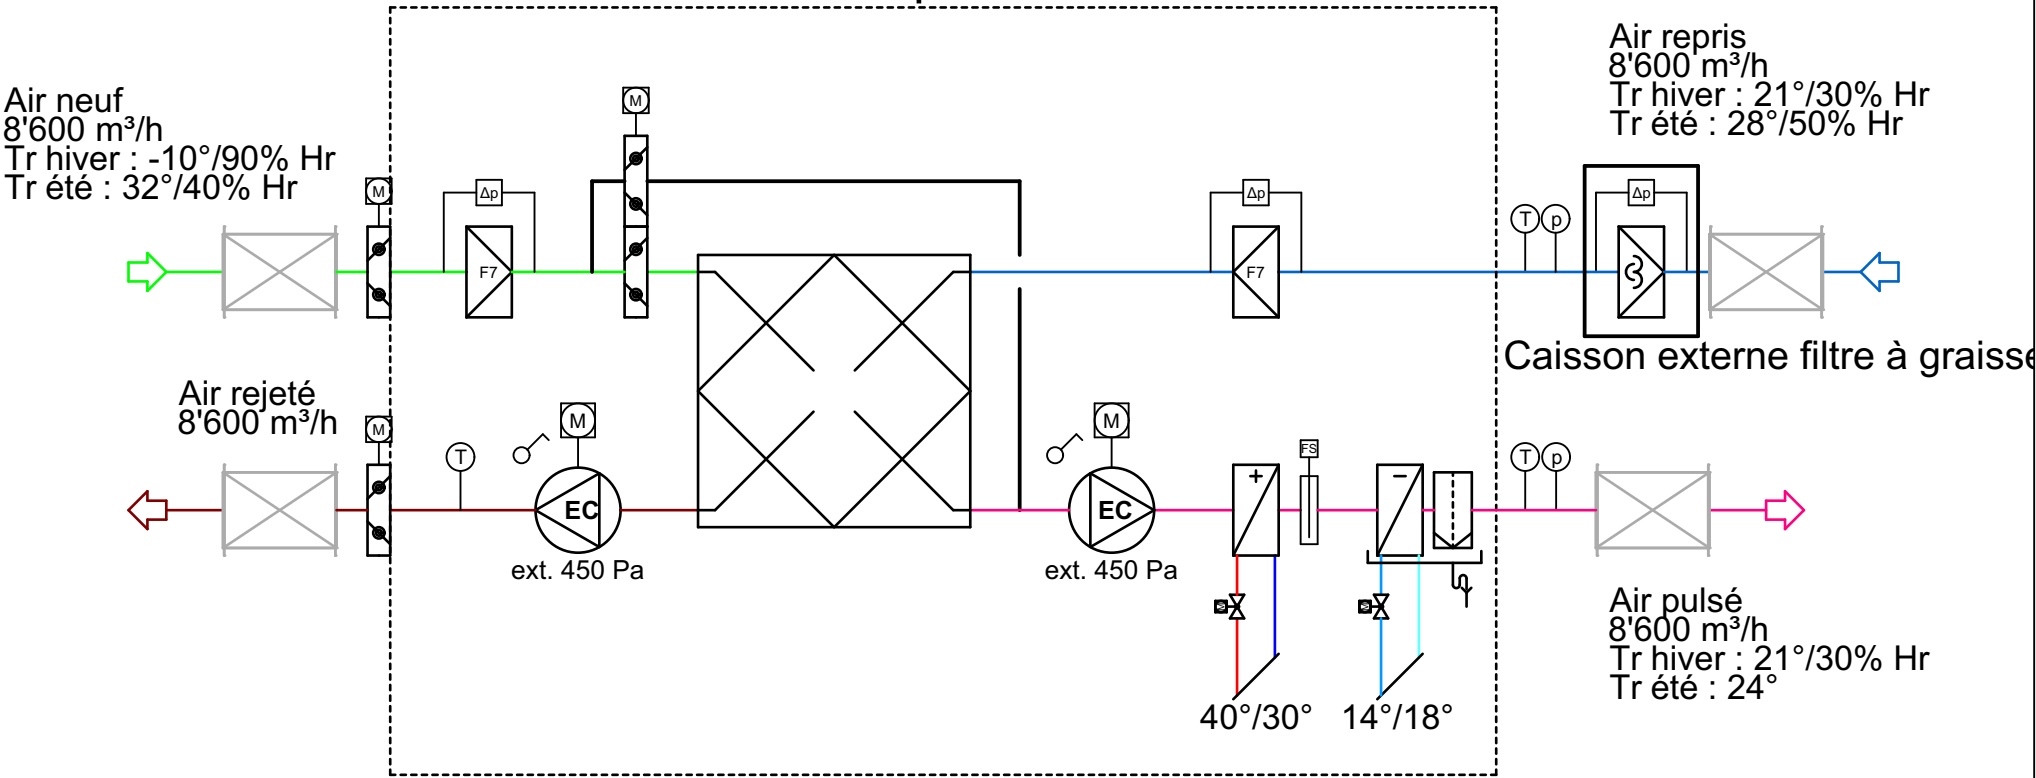 Air neuf
8'600 m³/h
Tr hiver : -10°/90% Hr
Tr été : 32°/40% Hr
Air repris
8'600 m³/h
Tr hiver : 21°/30% Hr
Tr été : 28°/50% Hr
M
M
Δp
Δp
Δp
T
p
F7
F7
Caisson externe filtre à graisse
Air rejeté
8'600 m³/h
M
M
M
T
FS
T
p
EC
EC
+
−
ext. 450 Pa
ext. 450 Pa
M
M
Air pulsé
8'600 m³/h
Tr hiver : 21°/30% Hr
Tr été : 24°
40°/30°
14°/18°